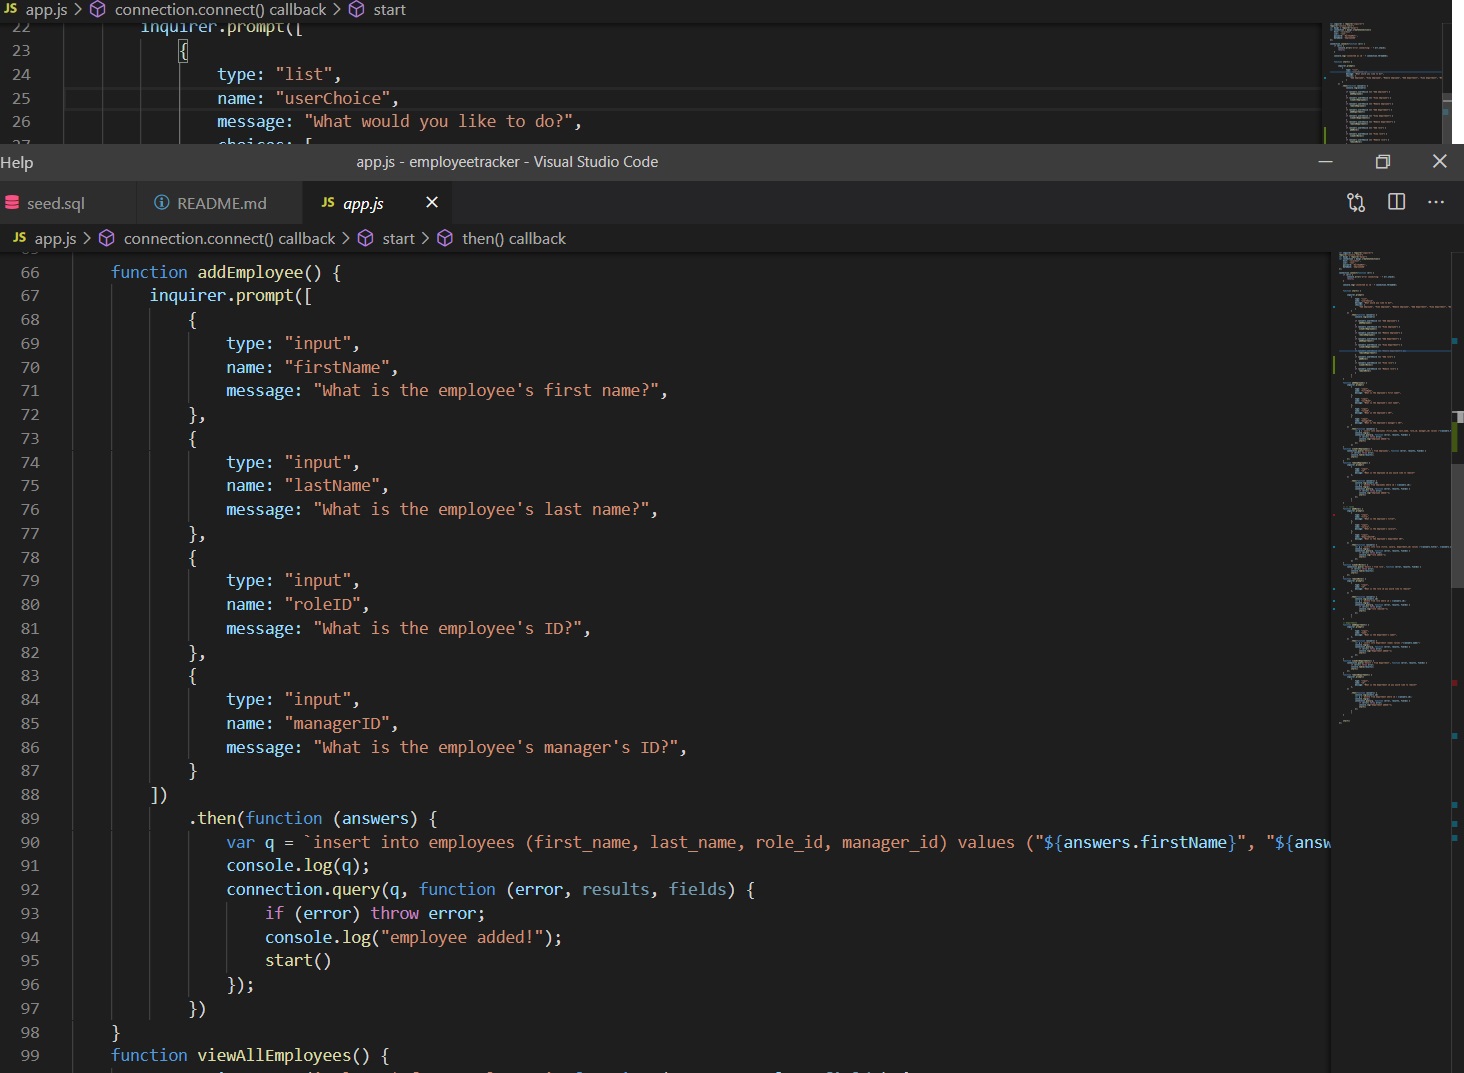 JS app.js > connection.connect() callback > start
22 inquirer.prompt([
23 {
24 type: "list",
25 name: "userChoice",
26 message: "What would you like to do?",
27 choices: [
Help app.js - employeetracker - Visual Studio Code
seed.sql README.md JS app.js
JS app.js > connection.connect() callback > start > then() callback
66 function addEmployee() {
67 inquirer.prompt([
68 {
69 type: "input",
70 name: "firstName",
71 message: "What is the employee's first name?",
72 },
73 {
74 type: "input",
75 name: "lastName",
76 message: "What is the employee's last name?",
77 },
78 {
79 type: "input",
80 name: "roleID",
81 message: "What is the employee's ID?",
82 },
83 {
84 type: "input",
85 name: "managerID",
86 message: "What is the employee's manager's ID?",
87 }
88 ])
89 .then(function (answers) {
90 var q = `insert into employees (first_name, last_name, role_id, manager_id) values ("${answers.firstName}", "${answ
91 console.log(q);
92 connection.query(q, function (error, results, fields) {
93 if (error) throw error;
94 console.log("employee added!");
95 start()
96 });
97 })
98 }
99 function viewAllEmployees() {